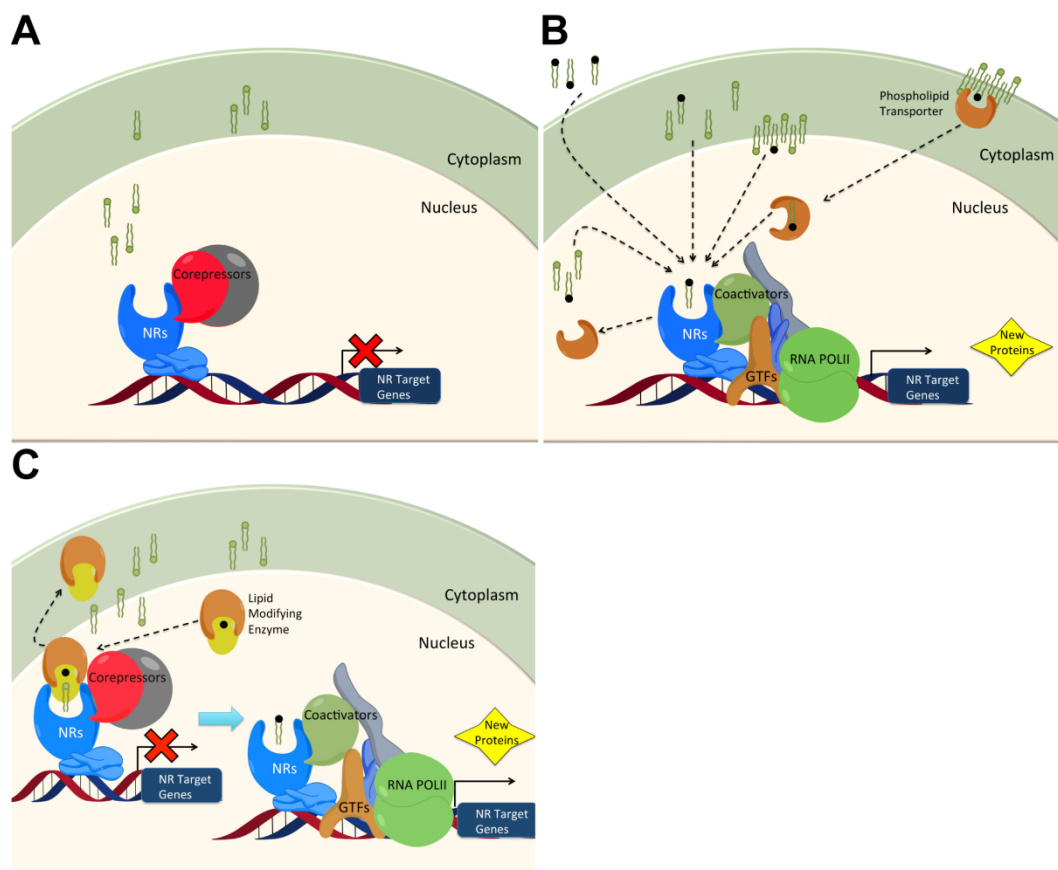 A
Cytoplasm
Nucleus
Corepressors
NRs
NR Target
Genes
B
Phospholipid
Transporter
Cytoplasm
Nucleus
Coactivators
NRs
GTFs
RNA POLII
NR Target
Genes
New
Proteins
C
Lipid
Modifying
Enzyme
Cytoplasm
Nucleus
Corepressors
NRs
NR Target
Genes
Coactivators
NRs
GTFs
RNA POLII
New
Proteins
NR Target
Genes